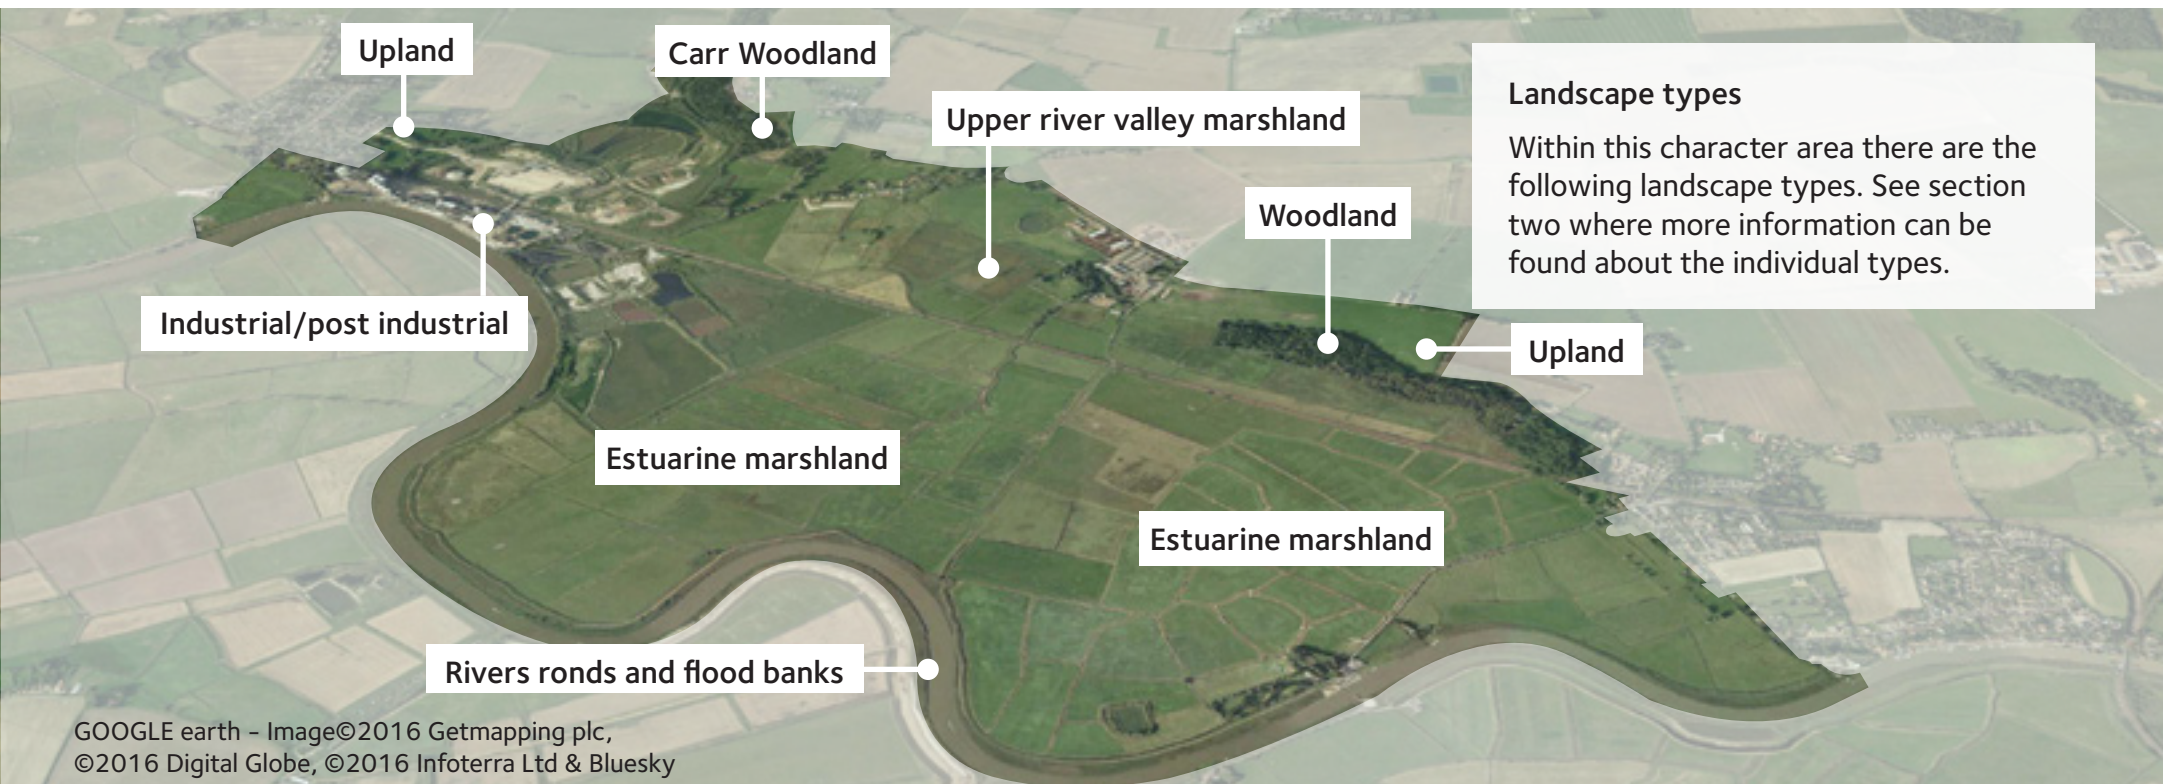 Upland
Carr Woodland
Upper river valley marshland
Woodland
Landscape types
Within this character area there are the
following landscape types. See section
two where more information can be
found about the individual types.
Industrial/post industrial
Upland
Estuarine marshland
Estuarine marshland
Rivers ronds and flood banks
GOOGLE earth – Image©2016 Getmapping plc,
©2016 Digital Globe, ©2016 Infoterra Ltd & Bluesky